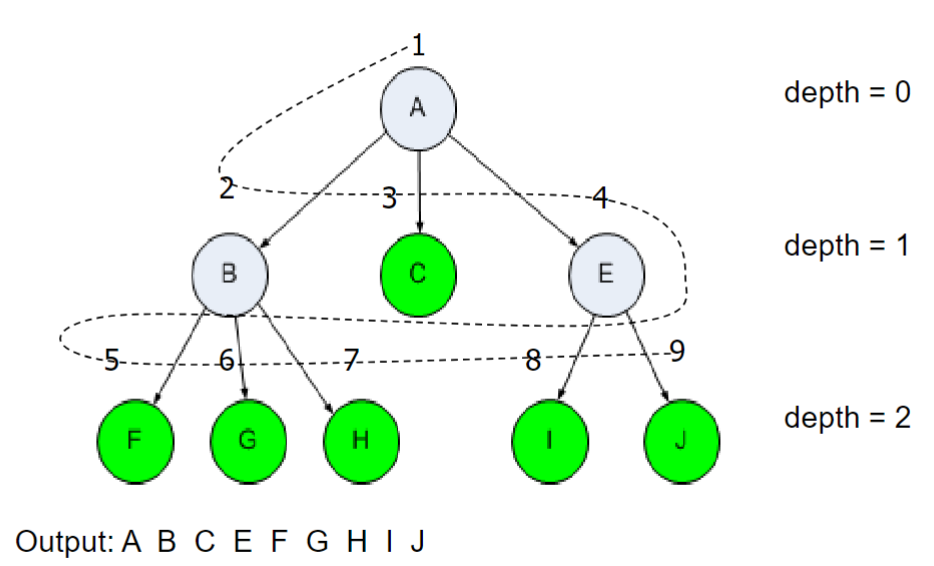 1
A
depth = 0
2 3 4
B C E
depth = 1
5 6 7 8 9
F G H I J
depth = 2
Output: A B C E F G H I J